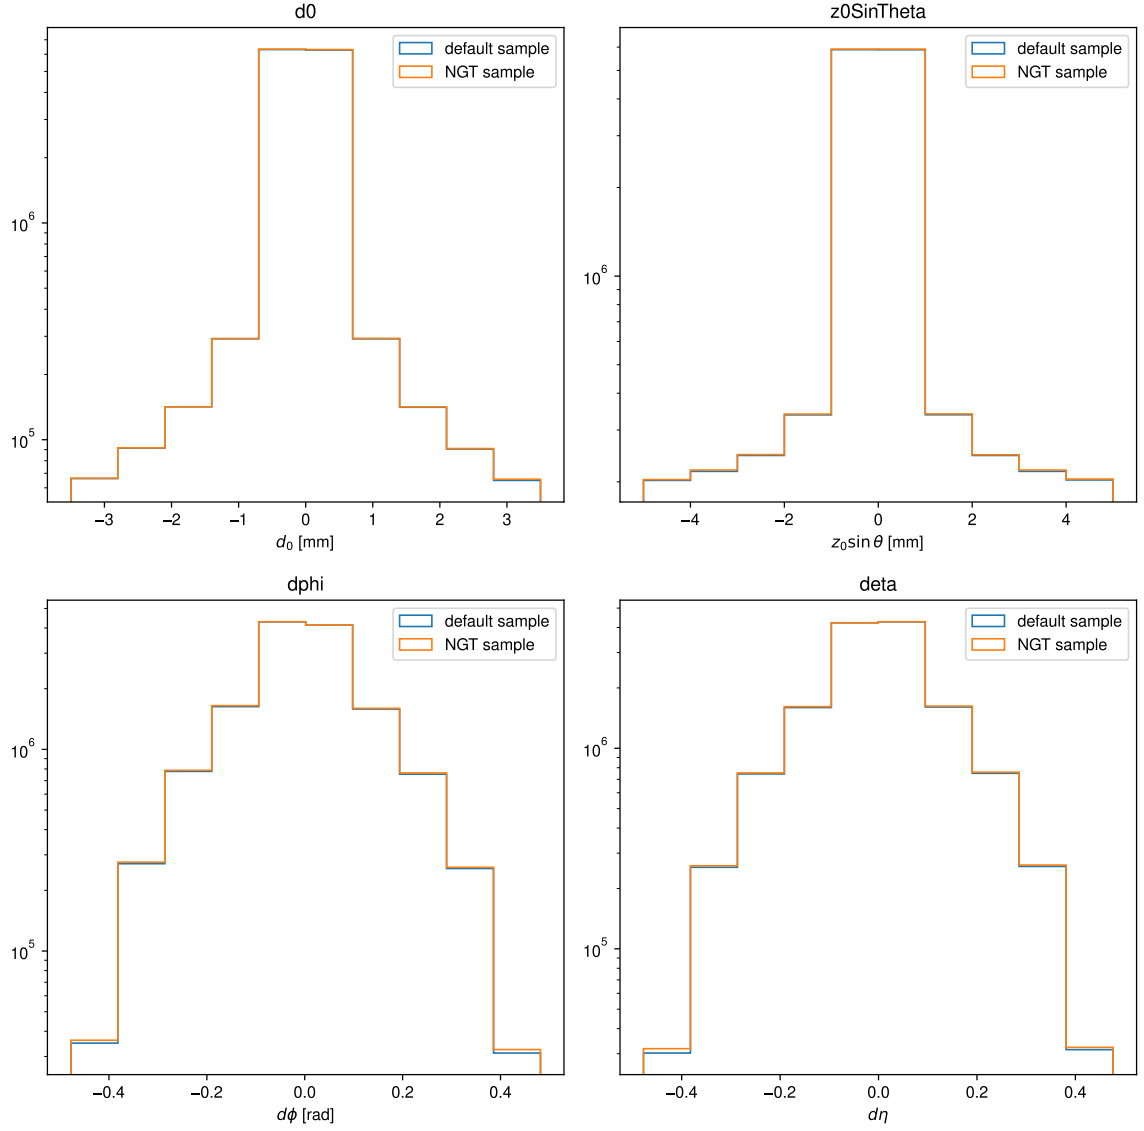 d0
default sample
NGT sample
10^6
10^5
−3 −2 −1 0 1 2 3
d_0 [mm]
z0SinTheta
default sample
NGT sample
10^6
−4 −2 0 2 4
z_0 sin θ [mm]
dphi
default sample
NGT sample
10^6
10^5
−0.4 −0.2 0.0 0.2 0.4
dϕ [rad]
deta
default sample
NGT sample
10^6
10^5
−0.4 −0.2 0.0 0.2 0.4
dη